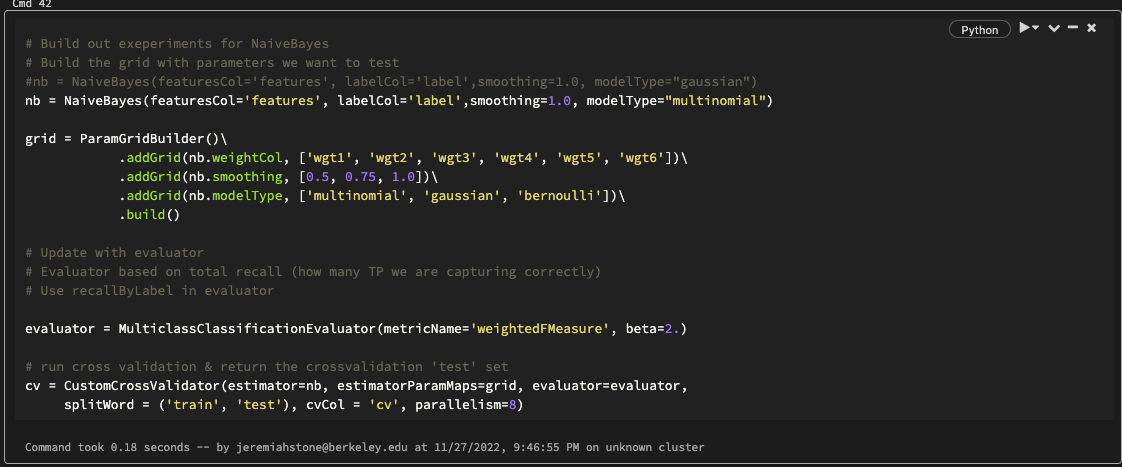 Cmd 42
Python
# Build out exeperiments for NaiveBayes
# Build the grid with parameters we want to test
#nb = NaiveBayes(featuresCol='features', labelCol='label',smoothing=1.0, modelType="gaussian")
nb = NaiveBayes(featuresCol='features', labelCol='label',smoothing=1.0, modelType="multinomial")
grid = ParamGridBuilder()\
.addGrid(nb.weightCol, ['wgt1', 'wgt2', 'wgt3', 'wgt4', 'wgt5', 'wgt6'])\
.addGrid(nb.smoothing, [0.5, 0.75, 1.0])\
.addGrid(nb.modelType, ['multinomial', 'gaussian', 'bernoulli'])\
.build()
# Update with evaluator
# Evaluator based on total recall (how many TP we are capturing correctly)
# Use recallByLabel in evaluator
evaluator = MulticlassClassificationEvaluator(metricName='weightedFMeasure', beta=2.)
# run cross validation & return the crossvalidation 'test' set
cv = CustomCrossValidator(estimator=nb, estimatorParamMaps=grid, evaluator=evaluator,
splitWord = ('train', 'test'), cvCol = 'cv', parallelism=8)
Command took 0.18 seconds -- by jeremiahstone@berkeley.edu at 11/27/2022, 9:46:55 PM on unknown cluster